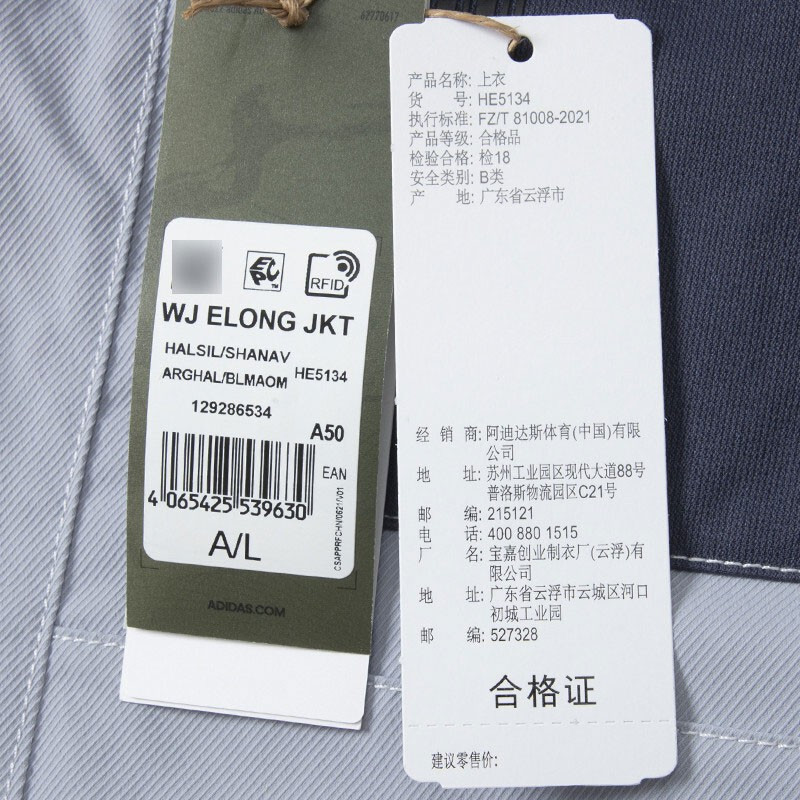 62970617
EPC
TM
RFID
WJ ELONG JKT
HALSIL/SHANAV
ARGHAL/BLMAOM HE5134
129286534
A50
EAN
4 065425 539630
A/L
ADIDAS.COM
产品名称: 上衣
货 号: HE5134
执行标准: FZ/T 81008-2021
产品等级: 合格品
检验合格: 检18
安全类别: B类
产 地: 广东省云浮市
经 销 商: 阿迪达斯体育(中国)有限
公司
地 址: 苏州工业园区现代大道88号
普洛斯物流园区C21号
邮 编: 215121
电 话: 400 880 1515
厂 名: 宝嘉创业制衣厂(云浮)有
限公司
地 址: 广东省云浮市云城区河口
初城工业园
邮 编: 527328
合格证
建议零售价: